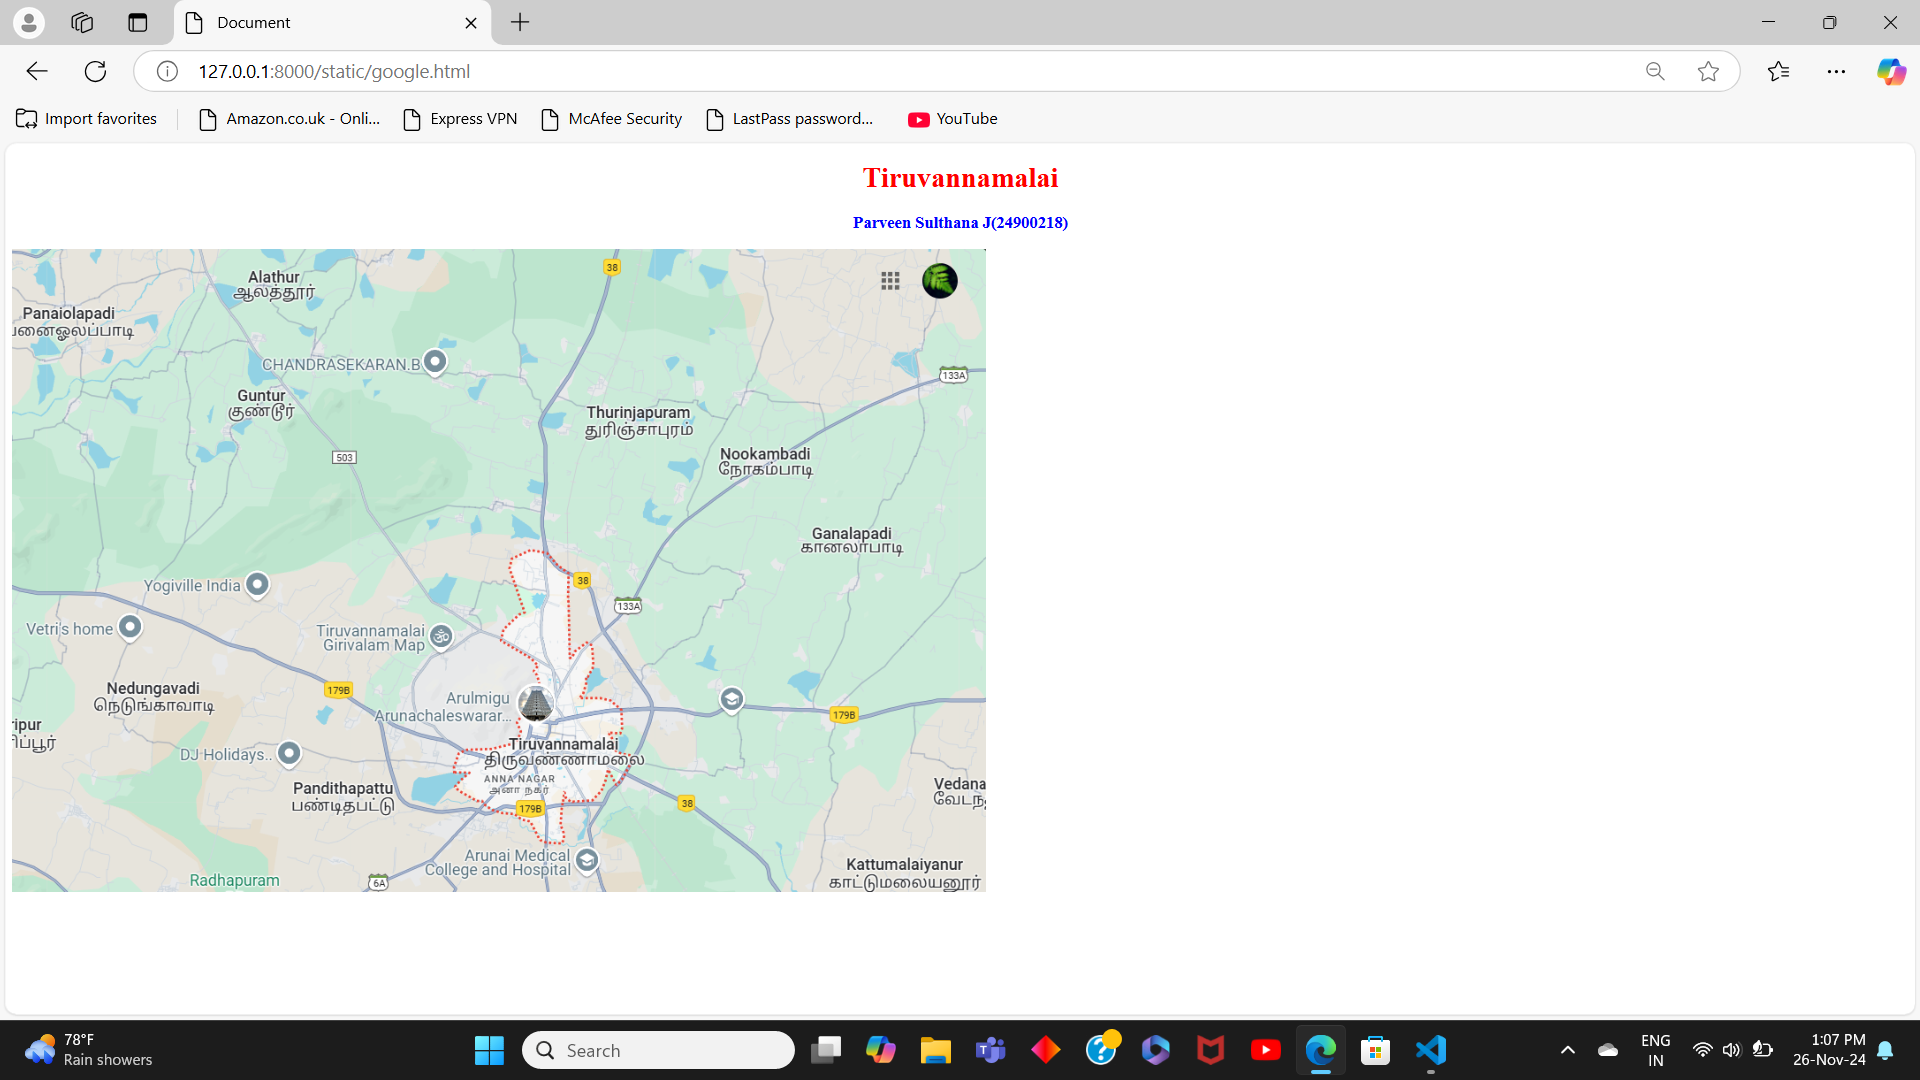 Document
127.0.0.1:8000/static/google.html
Import favorites
Amazon.co.uk - Onli...
Express VPN
McAfee Security
LastPass password...
YouTube
Tiruvannamalai
Parveen Sulthana J(24900218)
Alathur
ஆலத்தூர்
38
Panaiolapadi
பனைஓலப்பாடி
CHANDRASEKARAN.B
133A
Guntur
குண்டூர்
Thurinjapuram
துரிஞ்சாபுரம்
503
Nookambadi
நோகம்பாடி
Ganalapadi
கானலாபாடி
Yogiville India
38
133A
Vetri's home
Tiruvannamalai
Girivalam Map
Nedungavadi
நெடுங்காவாடி
179B
Arulmigu
Arunachaleswarar...
179B
ripur
ரிப்பூர்
DJ Holidays..
Tiruvannamalai
திருவண்ணாமலை
ANNA NAGAR
அனா நகர்
Pandithapattu
பண்டிதபட்டு
179B
38
Vedana
வேடந
Arunai Medical
College and Hospital
Kattumalaiyanur
காட்டுமலையனூர்
Radhapuram
6A
78°F
Rain showers
Search
ENG
IN
1:07 PM
26-Nov-24